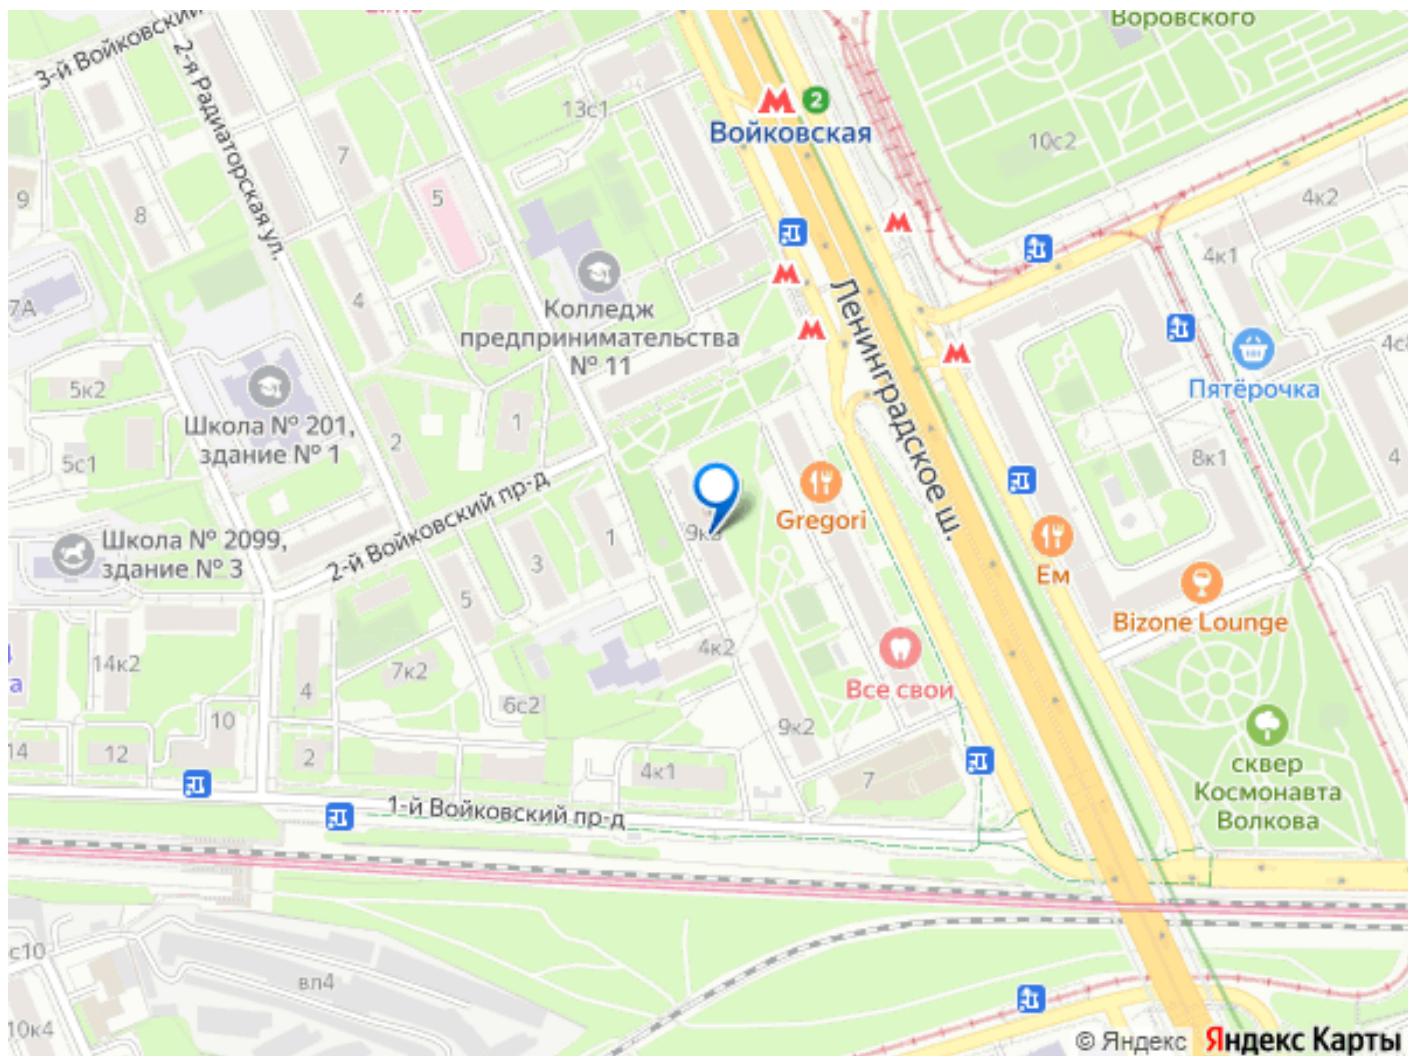 Воровского
3-й Войковский
2-я Радиаторская ул.
13с1
2
Войковская
10с2
7
5
9
8
4к2
4к1
7А
4
Колледж
предпринимательства
№ 11
Ленинградское ш.
Пятёрочка
5к2
Школа № 201,
здание № 1
2
1
5с1
8к1
4
2-й Войковский пр-д
Gregori
9к3
1
3
Школа № 2099,
здание № 3
Ем
5
Bizone Lounge
4к2
14к2
7к2
Все свои
4
6с2
10
9к2
14
12
2
4к1
7
сквер
Космонавта
Волкова
1-й Войковский пр-д
с10
вл4
10к4
© Яндекс
Яндекс Карты